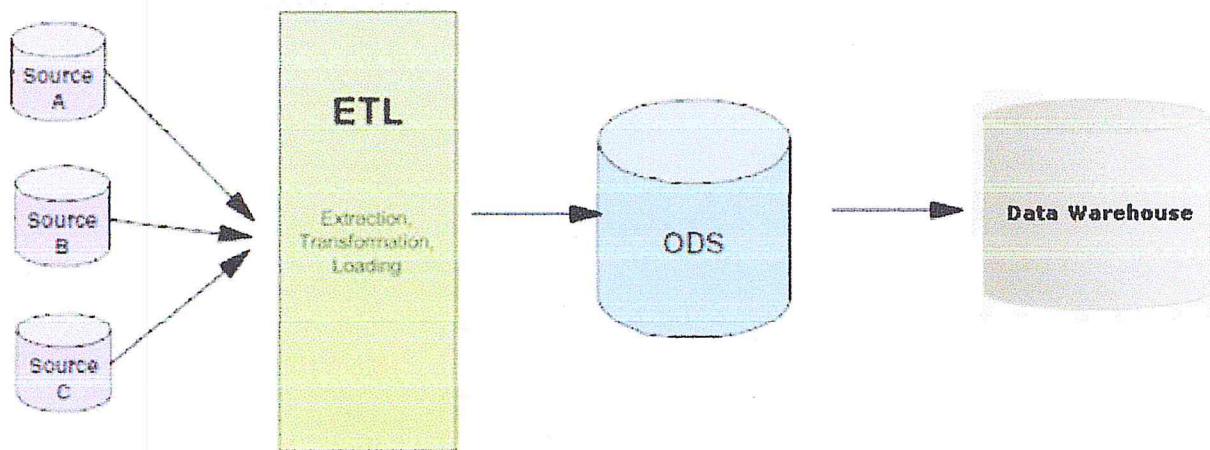 Source
A
Source
B
Source
C
ETL
Extraction,
Transformation,
Loading
ODS
Data Warehouse